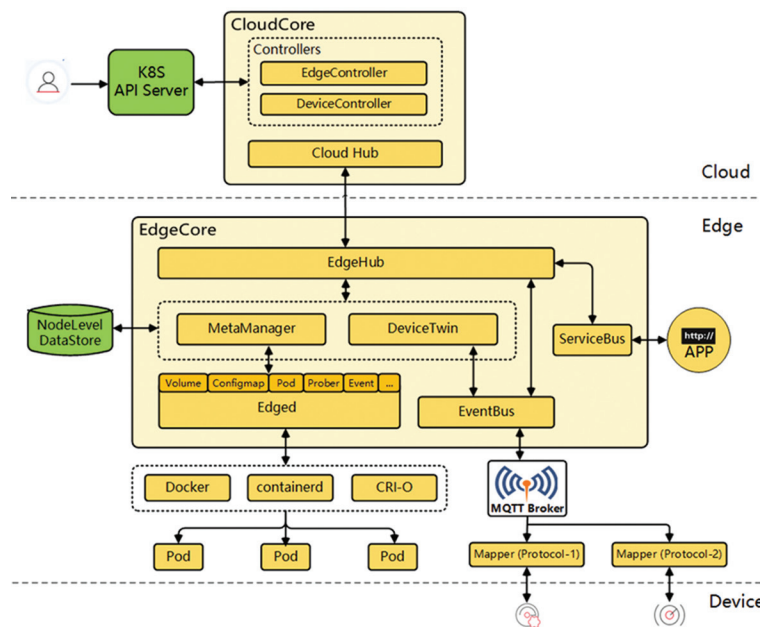 CloudCore
Controllers
K8S
API Server
EdgeController
DeviceController
Cloud Hub
Cloud
EdgeCore
Edge
EdgeHub
NodeLevel
DataStore
MetaManager
DeviceTwin
ServiceBus
http://
APP
Volume
Configmap
Pod
Prober
Event
...
Edged
EventBus
Docker
containerd
CRI-O
MQTT Broker
Pod
Pod
Pod
Mapper (Protocol-1)
Mapper (Protocol-2)
Device